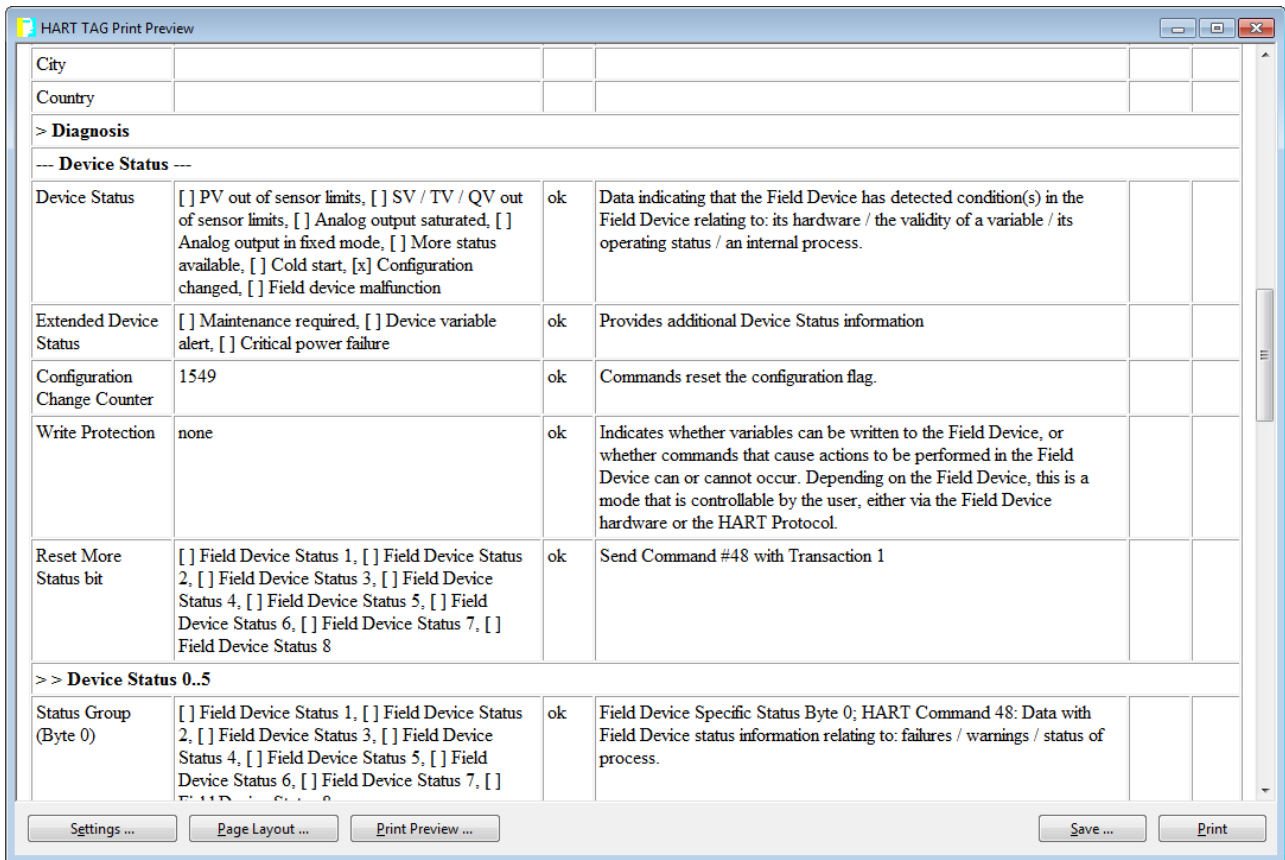 HART TAG Print Preview
City
Country
> Diagnosis
--- Device Status ---
Device Status
[ ] PV out of sensor limits, [ ] SV / TV / QV out
of sensor limits, [ ] Analog output saturated, [ ]
Analog output in fixed mode, [ ] More status
available, [ ] Cold start, [x] Configuration
changed, [ ] Field device malfunction
ok
Data indicating that the Field Device has detected condition(s) in the
Field Device relating to: its hardware / the validity of a variable / its
operating status / an internal process.
Extended Device
Status
[ ] Maintenance required, [ ] Device variable
alert, [ ] Critical power failure
ok
Provides additional Device Status information
Configuration
Change Counter
1549
ok
Commands reset the configuration flag.
Write Protection
none
ok
Indicates whether variables can be written to the Field Device, or
whether commands that cause actions to be performed in the Field
Device can or cannot occur. Depending on the Field Device, this is a
mode that is controllable by the user, either via the Field Device
hardware or the HART Protocol.
Reset More
Status bit
[ ] Field Device Status 1, [ ] Field Device Status
2, [ ] Field Device Status 3, [ ] Field Device
Status 4, [ ] Field Device Status 5, [ ] Field
Device Status 6, [ ] Field Device Status 7, [ ]
Field Device Status 8
ok
Send Command #48 with Transaction 1
> > Device Status 0..5
Status Group
(Byte 0)
[ ] Field Device Status 1, [ ] Field Device Status
2, [ ] Field Device Status 3, [ ] Field Device
Status 4, [ ] Field Device Status 5, [ ] Field
Device Status 6, [ ] Field Device Status 7, [ ]
ok
Field Device Specific Status Byte 0; HART Command 48: Data with
Field Device status information relating to: failures / warnings / status of
process.
Settings ...
Page Layout ...
Print Preview ...
Save ...
Print